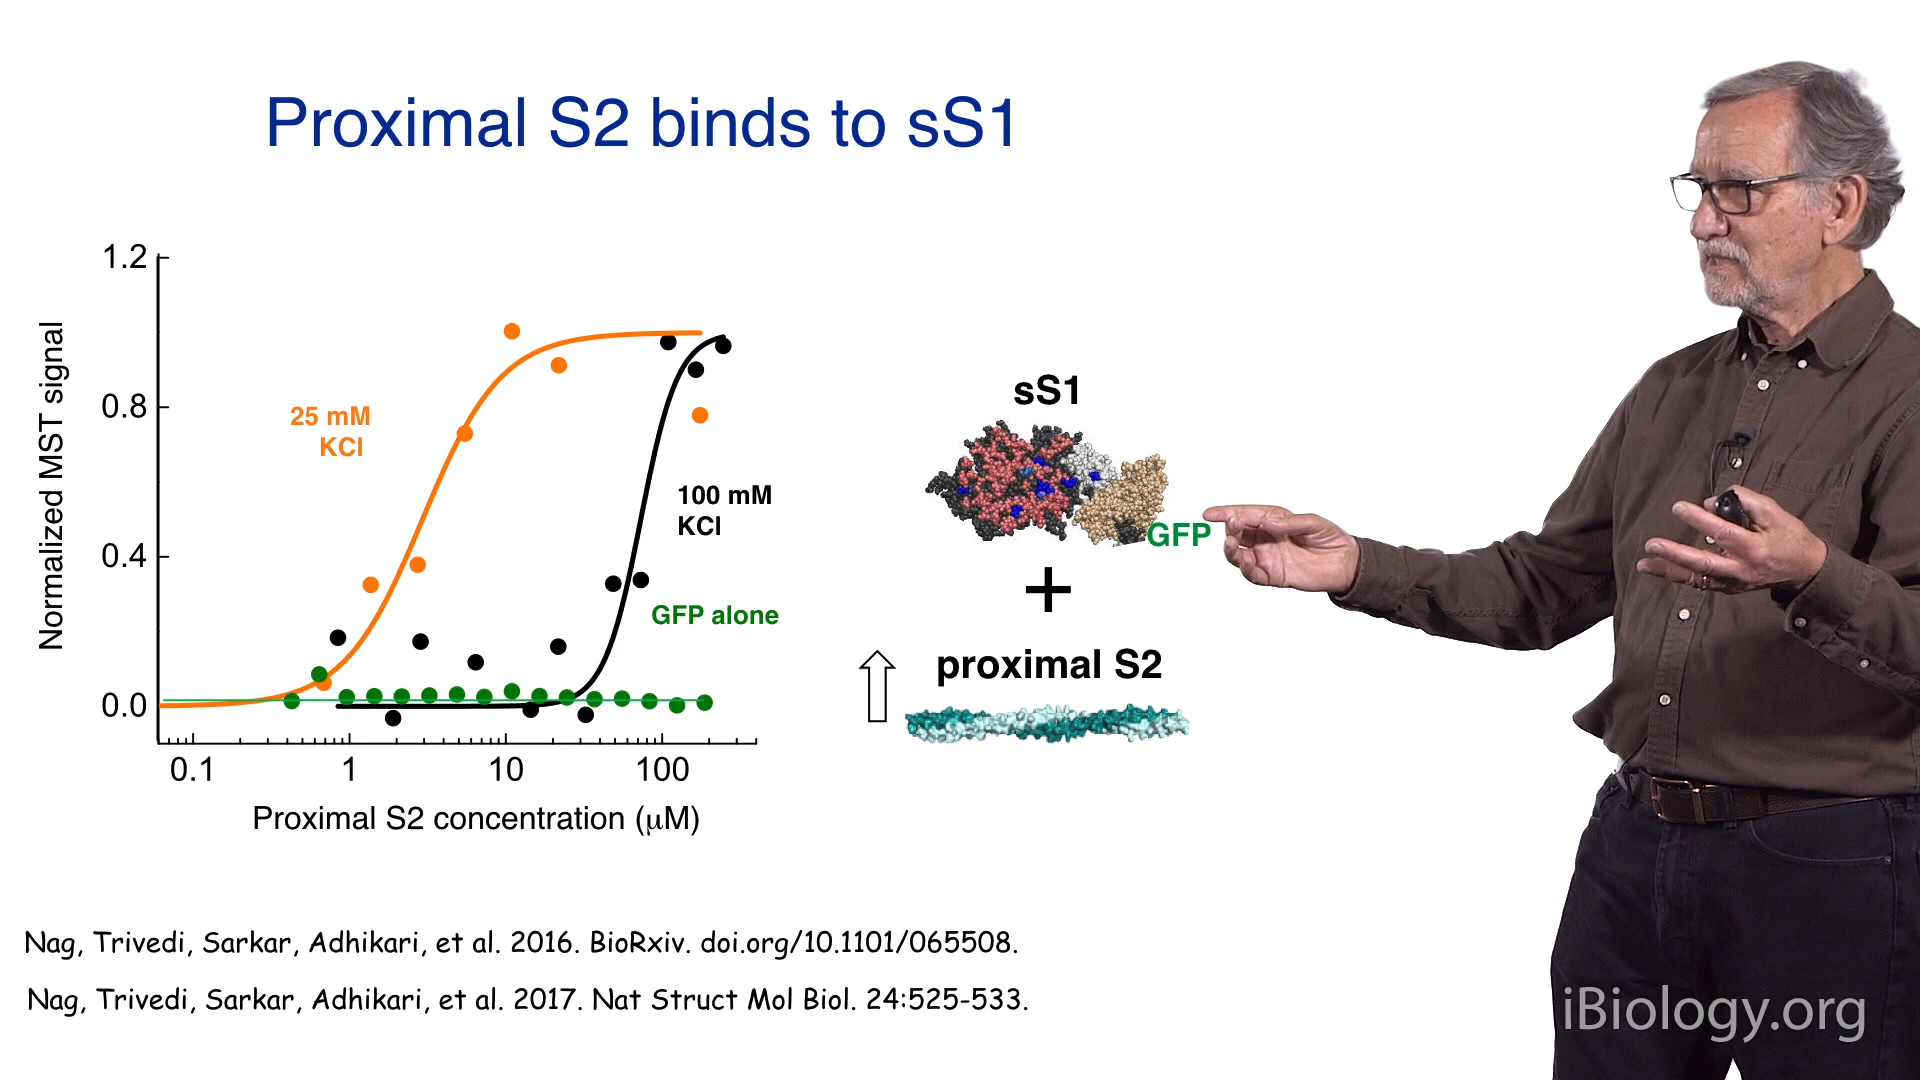 Proximal S2 binds to sS1
1.2
0.8
0.4
0.0
Normalized MST signal
25 mM
KCl
100 mM
KCl
GFP alone
0.1 1 10 100
Proximal S2 concentration (μM)
sS1
GFP
+
proximal S2
Nag, Trivedi, Sarkar, Adhikari, et al. 2016. BioRxiv. doi.org/10.1101/065508.
Nag, Trivedi, Sarkar, Adhikari, et al. 2017. Nat Struct Mol Biol. 24:525-533.
iBiology.org